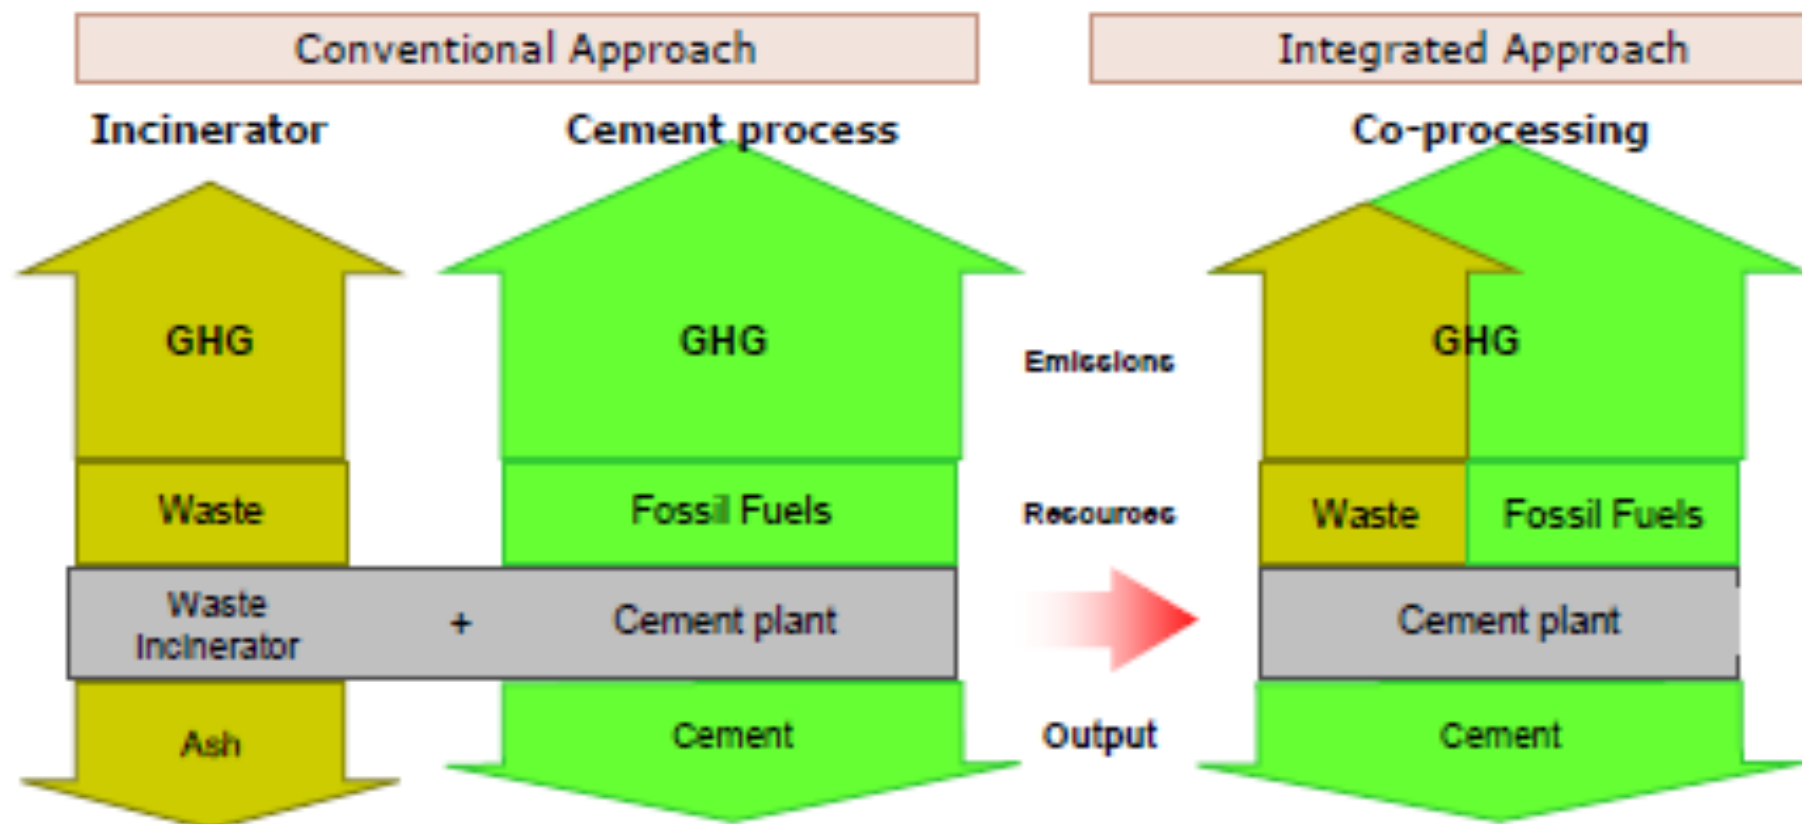 Conventional Approach
Integrated Approach
Incinerator
Cement process
Co-processing
GHG
GHG
Emissions
GHG
Waste
Fossil Fuels
Resources
Waste
Fossil Fuels
Waste
Incinerator
+
Cement plant
Cement plant
Ash
Cement
Output
Cement